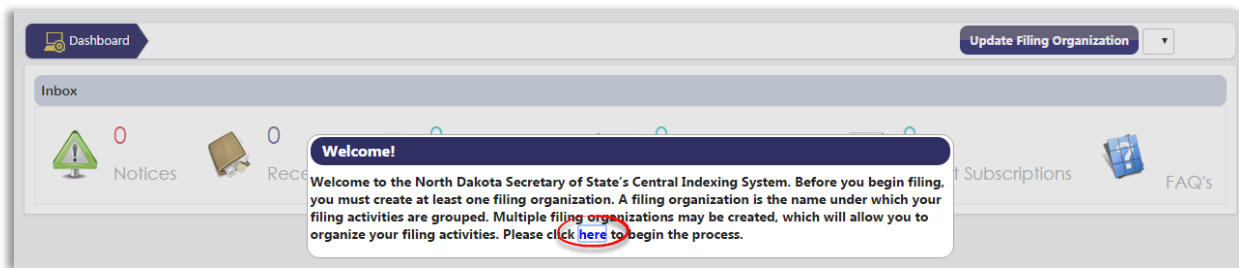 Dashboard
Update Filing Organization
Inbox
0
Notices
0
0
0
0
t Subscriptions
FAQ's
Welcome!
Welcome to the North Dakota Secretary of State's Central Indexing System. Before you begin filing,
you must create at least one filing organization. A filing organization is the name under which your
filing activities are grouped. Multiple filing organizations may be created, which will allow you to
organize your filing activities. Please click here to begin the process.